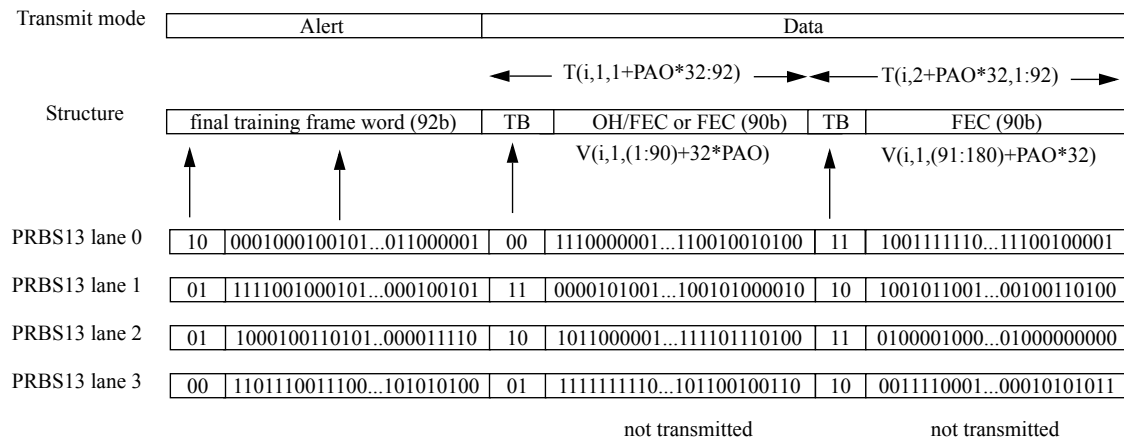 Transmit mode Alert Data
T(i,1,1+PAO*32:92) T(i,2+PAO*32,1:92)
Structure final training frame word (92b) TB OH/FEC or FEC (90b) TB FEC (90b)
V(i,1,(1:90)+32*PAO) V(i,1,(91:180)+PAO*32)
PRBS13 lane 0 10 0001000100101...011000001 00 1110000001...110010010100 11 1001111110...11100100001
PRBS13 lane 1 01 1111001000101...000100101 11 0000101001...100101000010 10 1001011001...00100110100
PRBS13 lane 2 01 1000100110101..000011110 10 1011000001...111101110100 11 0100001000...01000000000
PRBS13 lane 3 00 1101110011100...101010100 01 1111111110...101100100110 10 0011110001...00010101011
not transmitted not transmitted